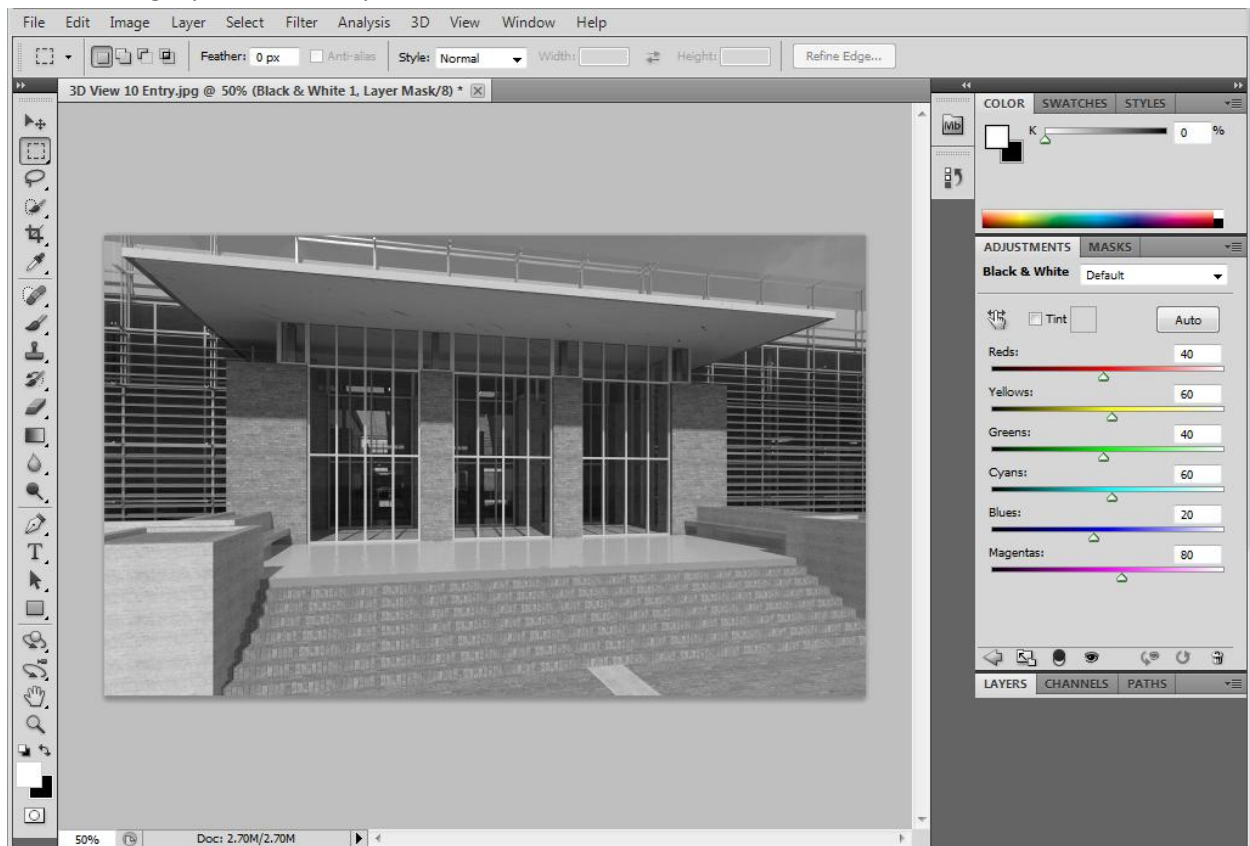 File Edit Image Layer Select Filter Analysis 3D View Window Help
Feather: 0 px Anti-alias Style: Normal Width: Height: Refine Edge...
3D View 10 Entry.jpg @ 50% (Black & White 1, Layer Mask/8) *
Mb
COLOR SWATCHES STYLES
K 0 %
ADJUSTMENTS MASKS
Black & White Default
Tint Auto
Reds: 40
Yellows: 60
Greens: 40
Cyans: 60
Blues: 20
Magentas: 80
LAYERS CHANNELS PATHS
T
50% Doc: 2.70M/2.70M